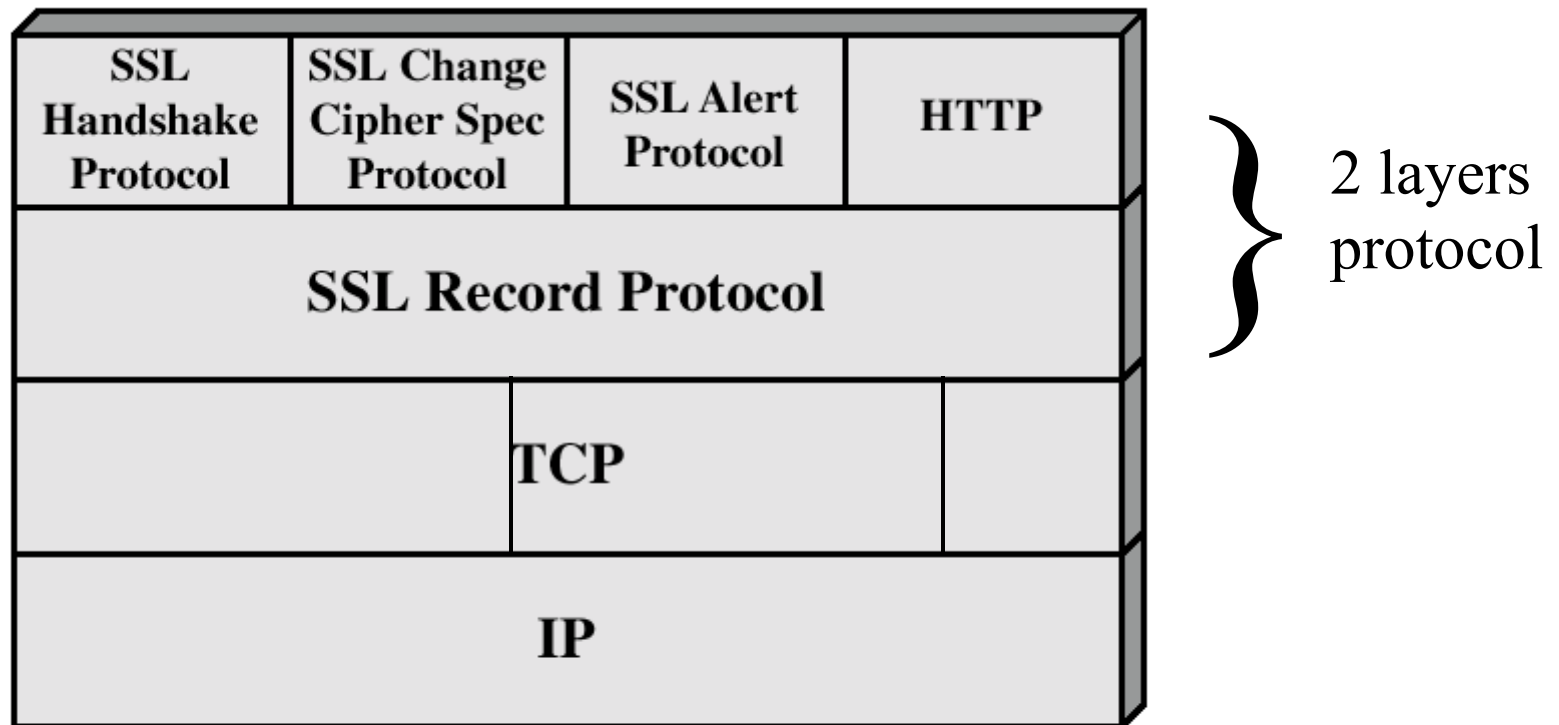 SSL
Handshake
Protocol
SSL Change
Cipher Spec
Protocol
SSL Alert
Protocol
HTTP
2 layers
protocol
SSL Record Protocol
TCP
IP